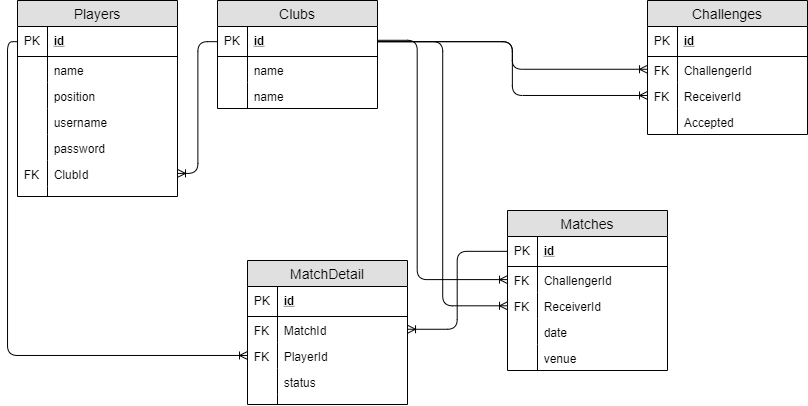 Players
PK id
name
position
username
password
FK ClubId
Clubs
PK id
name
name
Challenges
PK id
FK ChallengerId
FK ReceiverId
Accepted
MatchDetail
PK id
FK MatchId
FK PlayerId
status
Matches
PK id
FK ChallengerId
FK ReceiverId
date
venue